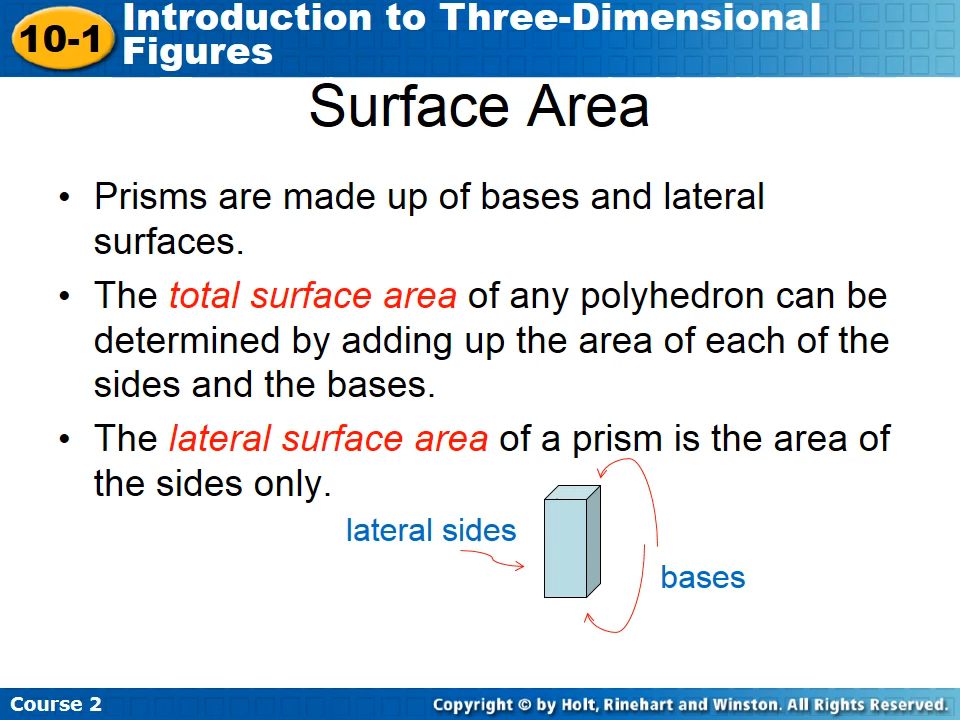 10-1
Introduction to Three-Dimensional
Figures
Surface Area
• Prisms are made up of bases and lateral
surfaces.
• The total surface area of any polyhedron can be
determined by adding up the area of each of the
sides and the bases.
• The lateral surface area of a prism is the area of
the sides only.
lateral sides
bases
Course 2
Copyright © by Holt, Rinehart and Winston. All Rights Reserved.